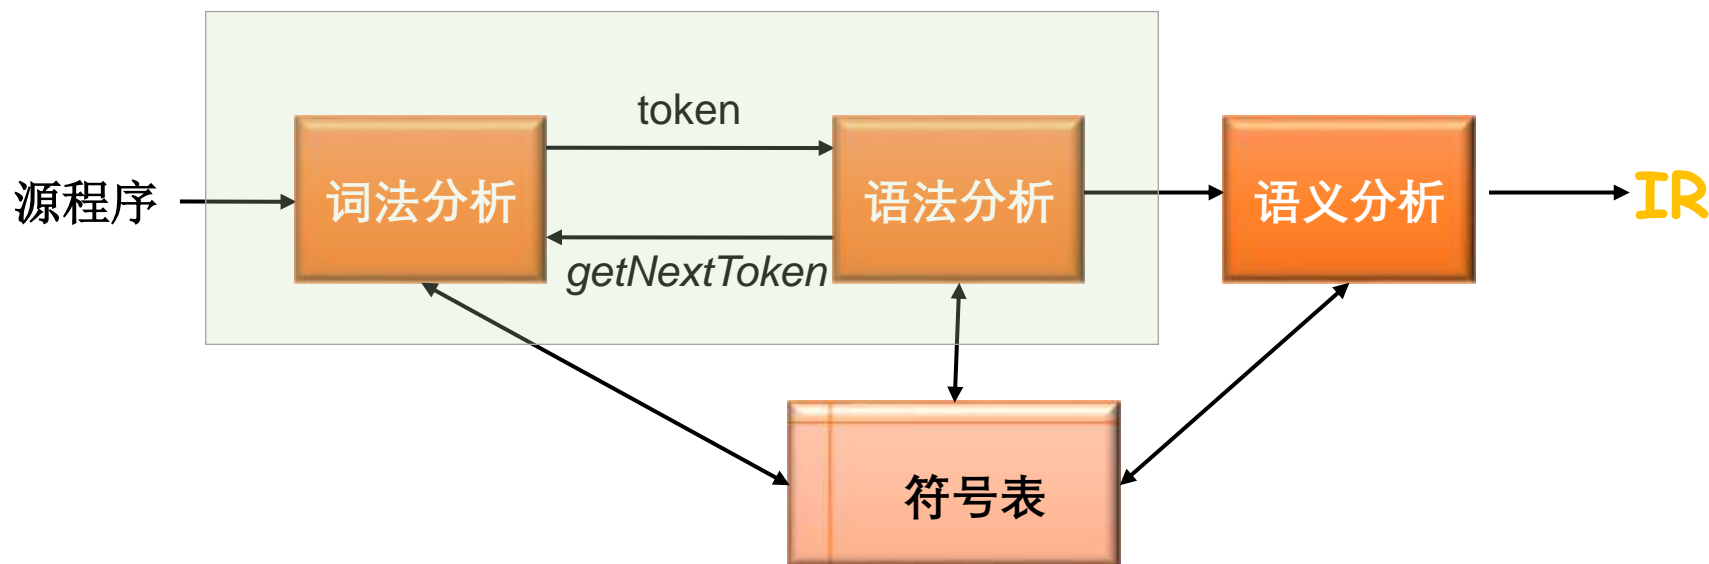 token
源程序
词法分析
语法分析
语义分析
IR
getNextToken
符号表